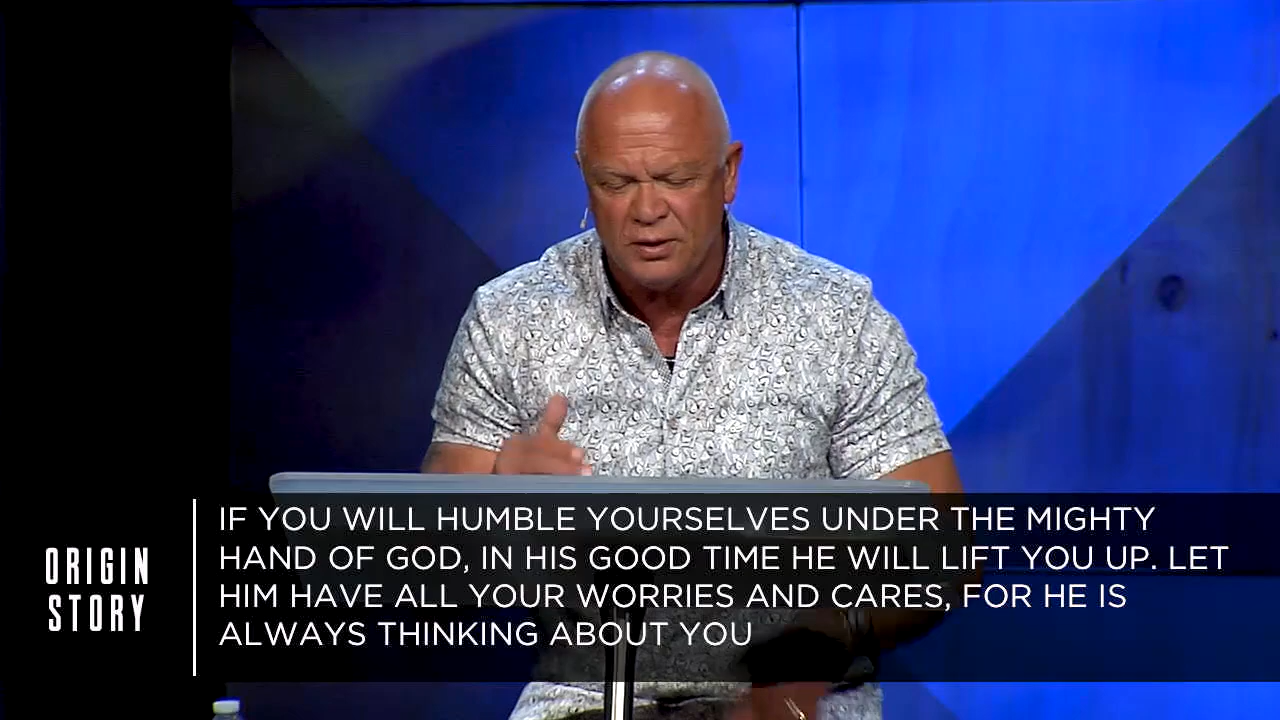 ORIGIN
STORY
IF YOU WILL HUMBLE YOURSELVES UNDER THE MIGHTY
HAND OF GOD, IN HIS GOOD TIME HE WILL LIFT YOU UP. LET
HIM HAVE ALL YOUR WORRIES AND CARES, FOR HE IS
ALWAYS THINKING ABOUT YOU